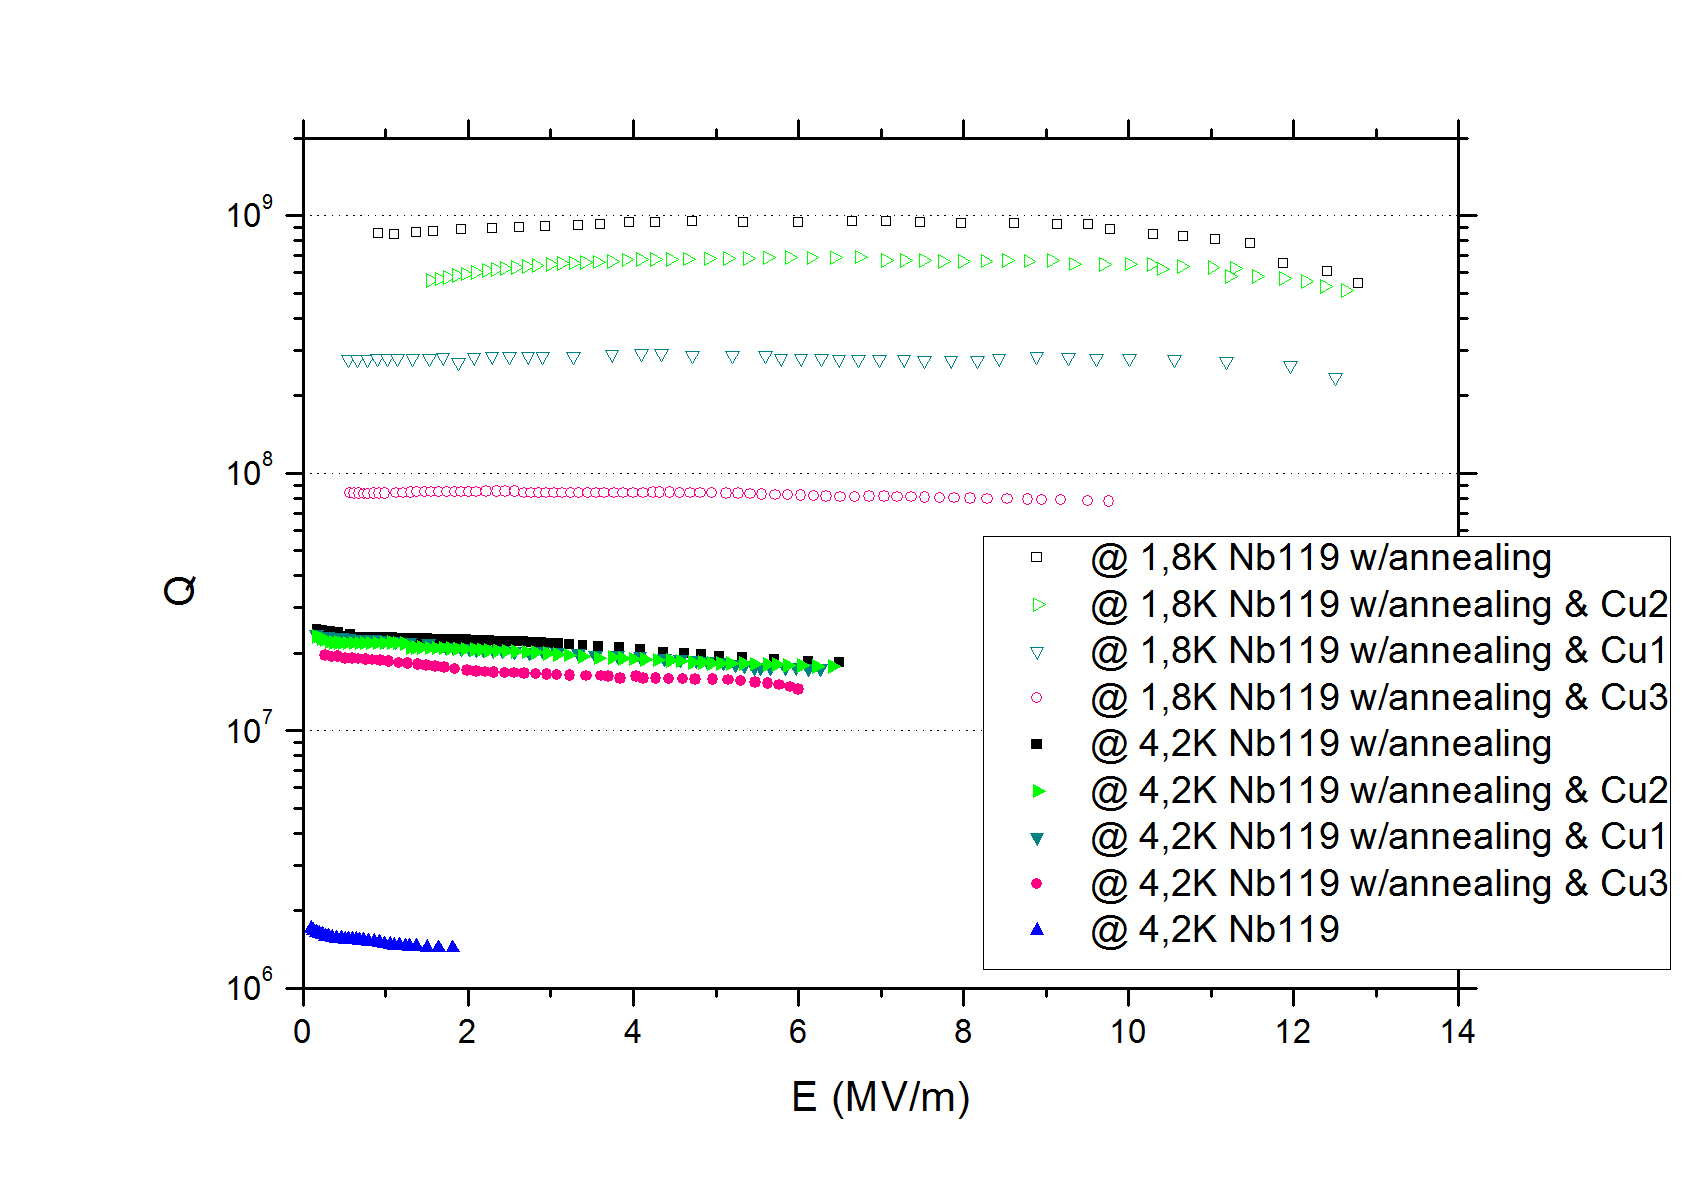 10^9
10^8
10^7
10^6
Q
0 2 4 6 8 10 12 14
E (MV/m)
@ 1,8K Nb119 w/annealing
@ 1,8K Nb119 w/annealing & Cu2
@ 1,8K Nb119 w/annealing & Cu1
@ 1,8K Nb119 w/annealing & Cu3
@ 4,2K Nb119 w/annealing
@ 4,2K Nb119 w/annealing & Cu2
@ 4,2K Nb119 w/annealing & Cu1
@ 4,2K Nb119 w/annealing & Cu3
@ 4,2K Nb119